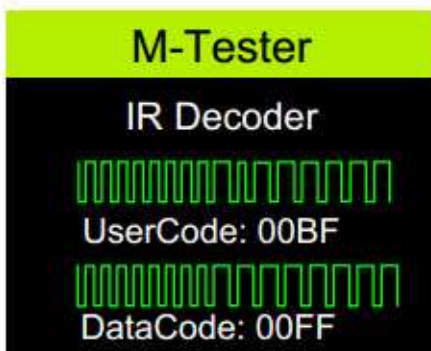 M-Tester
IR Decoder
UserCode: 00BF
DataCode: 00FF